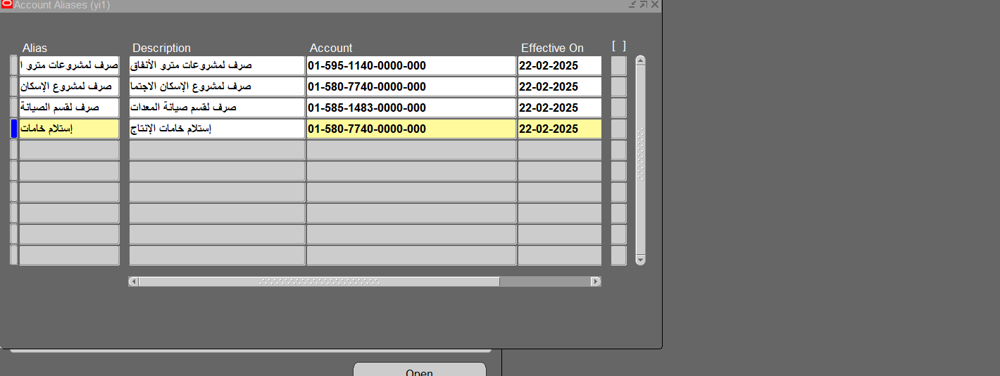 Account Aliases (yi1)
Alias Description Account Effective On [ ]
صرف لمشروعات مترو ا صرف لمشروعات مترو الأنفاق 01-595-1140-0000-000 22-02-2025
صرف لمشروع الإسكان صرف لمشروع الإسكان الاجتما 01-580-7740-0000-000 22-02-2025
صرف لقسم الصيانة صرف لقسم صيانة المعدات 01-585-1483-0000-000 22-02-2025
إستلام خامات إستلام خامات الإنتاج 01-580-7740-0000-000 22-02-2025
Open